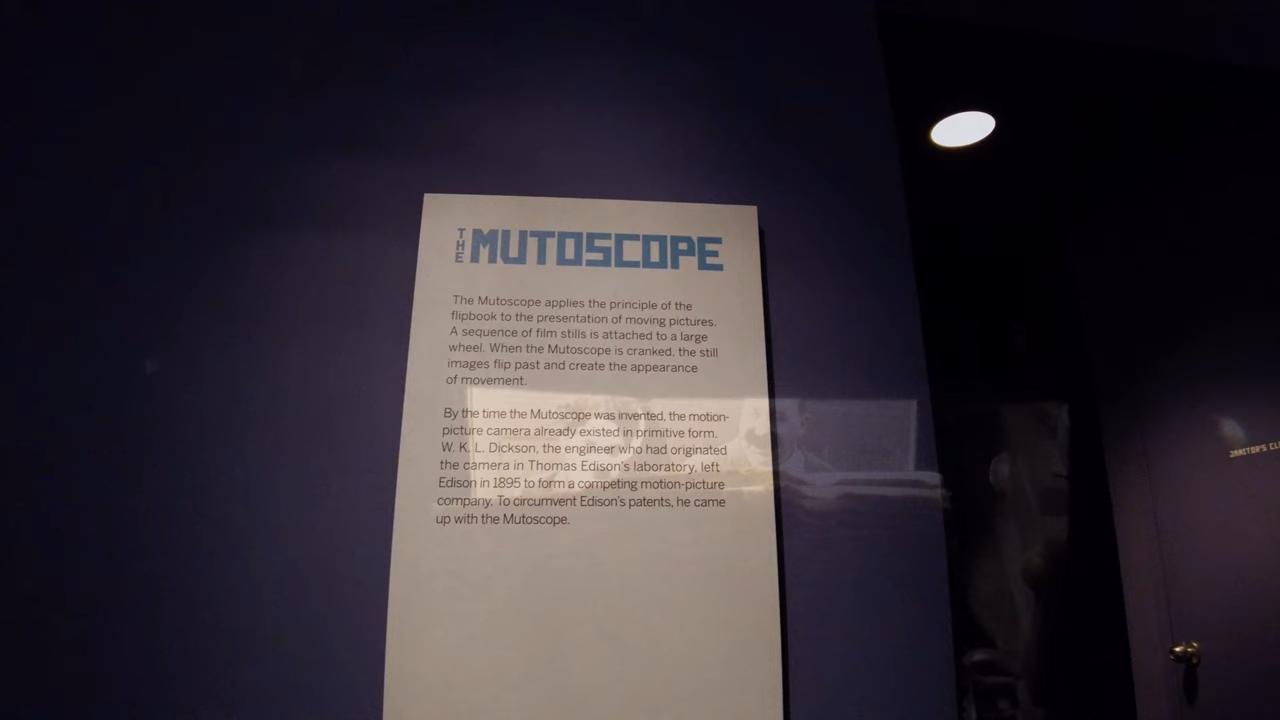 THE MUTOSCOPE
The Mutoscope applies the principle of the
flipbook to the presentation of moving pictures.
A sequence of film stills is attached to a large
wheel. When the Mutoscope is cranked, the still
images flip past and create the appearance
of movement.
By the time the Mutoscope was invented, the motion-
picture camera already existed in primitive form.
W. K. L. Dickson, the engineer who had originated
the camera in Thomas Edison's laboratory, left
Edison in 1895 to form a competing motion-picture
company. To circumvent Edison's patents, he came
up with the Mutoscope.
JANITOR'S